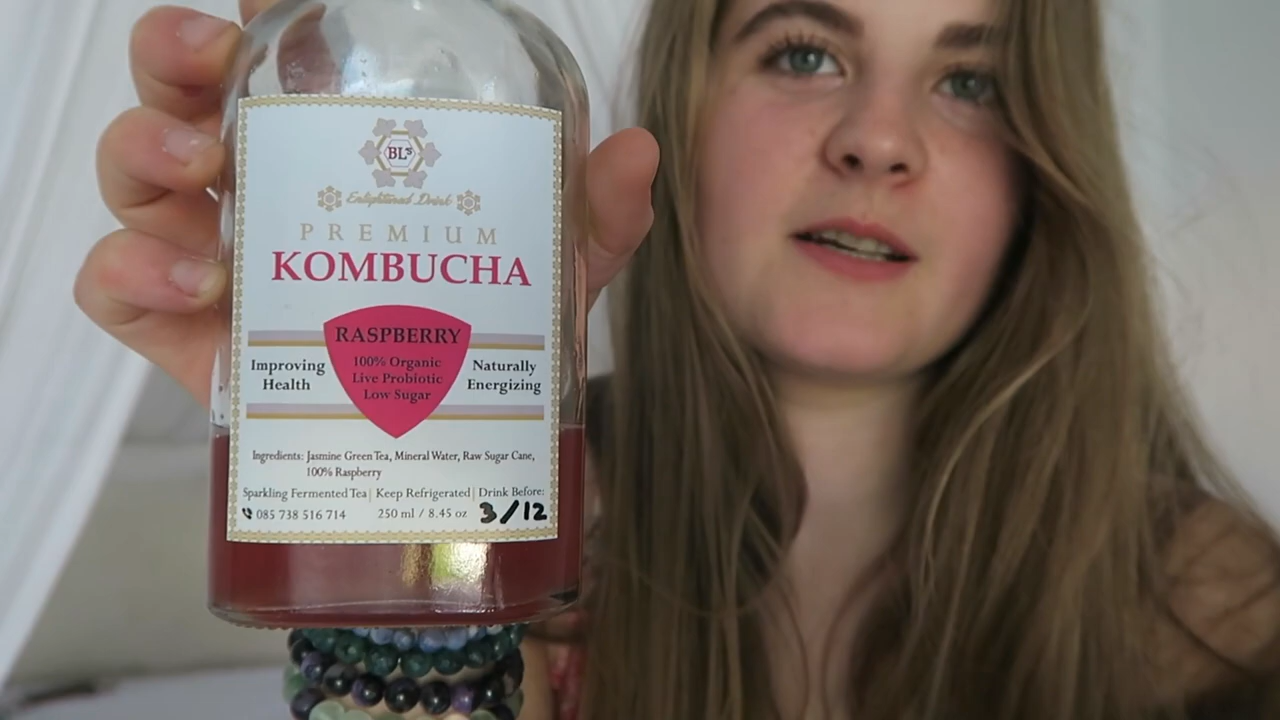 BL's
Enlightened Drink
PREMIUM
KOMBUCHA
RASPBERRY
100% Organic
Live Probiotic
Low Sugar
Improving
Health
Naturally
Energizing
Ingredients: Jasmine Green Tea, Mineral Water, Raw Sugar Cane,
100% Raspberry
Sparkling Fermented Tea | Keep Refrigerated | Drink Before:
085 738 516 714 250 ml / 8.45 oz 3/12